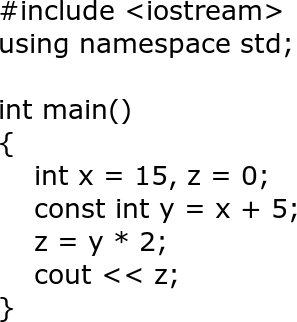 #include <iostream>
using namespace std;

int main()
{
    int x = 15, z = 0;
    const int y = x + 5;
    z = y * 2;
    cout << z;
}